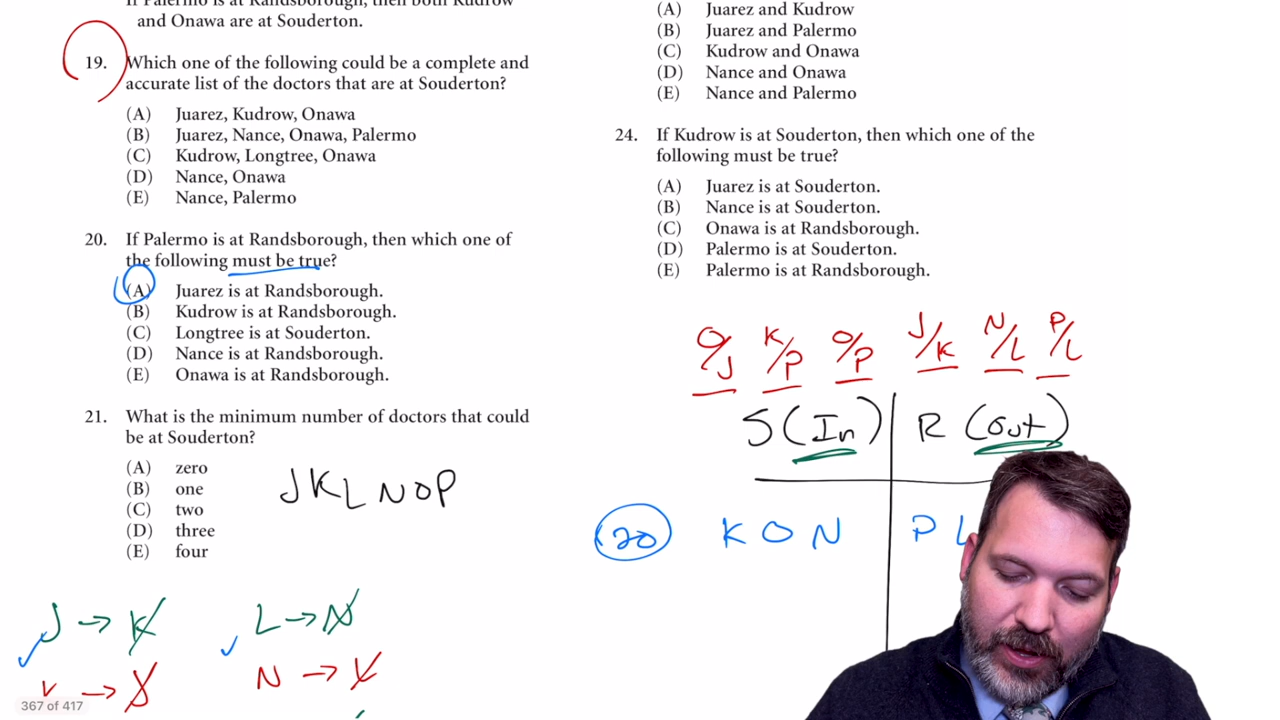 If Palermo is at Randsborough, then both Kudrow
and Onawa are at Souderton.
19. Which one of the following could be a complete and
accurate list of the doctors that are at Souderton?
(A) Juarez, Kudrow, Onawa
(B) Juarez, Nance, Onawa, Palermo
(C) Kudrow, Longtree, Onawa
(D) Nance, Onawa
(E) Nance, Palermo
20. If Palermo is at Randsborough, then which one of
the following must be true?
(A) Juarez is at Randsborough.
(B) Kudrow is at Randsborough.
(C) Longtree is at Souderton.
(D) Nance is at Randsborough.
(E) Onawa is at Randsborough.
21. What is the minimum number of doctors that could
be at Souderton?
(A) zero
(B) one
(C) two
(D) three
(E) four
JKLNOP
J → K
L → N
N → L
367 of 417
(A) Juarez and Kudrow
(B) Juarez and Palermo
(C) Kudrow and Onawa
(D) Nance and Onawa
(E) Nance and Palermo
24. If Kudrow is at Souderton, then which one of the
following must be true?
(A) Juarez is at Souderton.
(B) Nance is at Souderton.
(C) Onawa is at Randsborough.
(D) Palermo is at Souderton.
(E) Palermo is at Randsborough.
O/J K/P O/P J/K N/L P/L
S (In) R (Out)
20 K O N P L